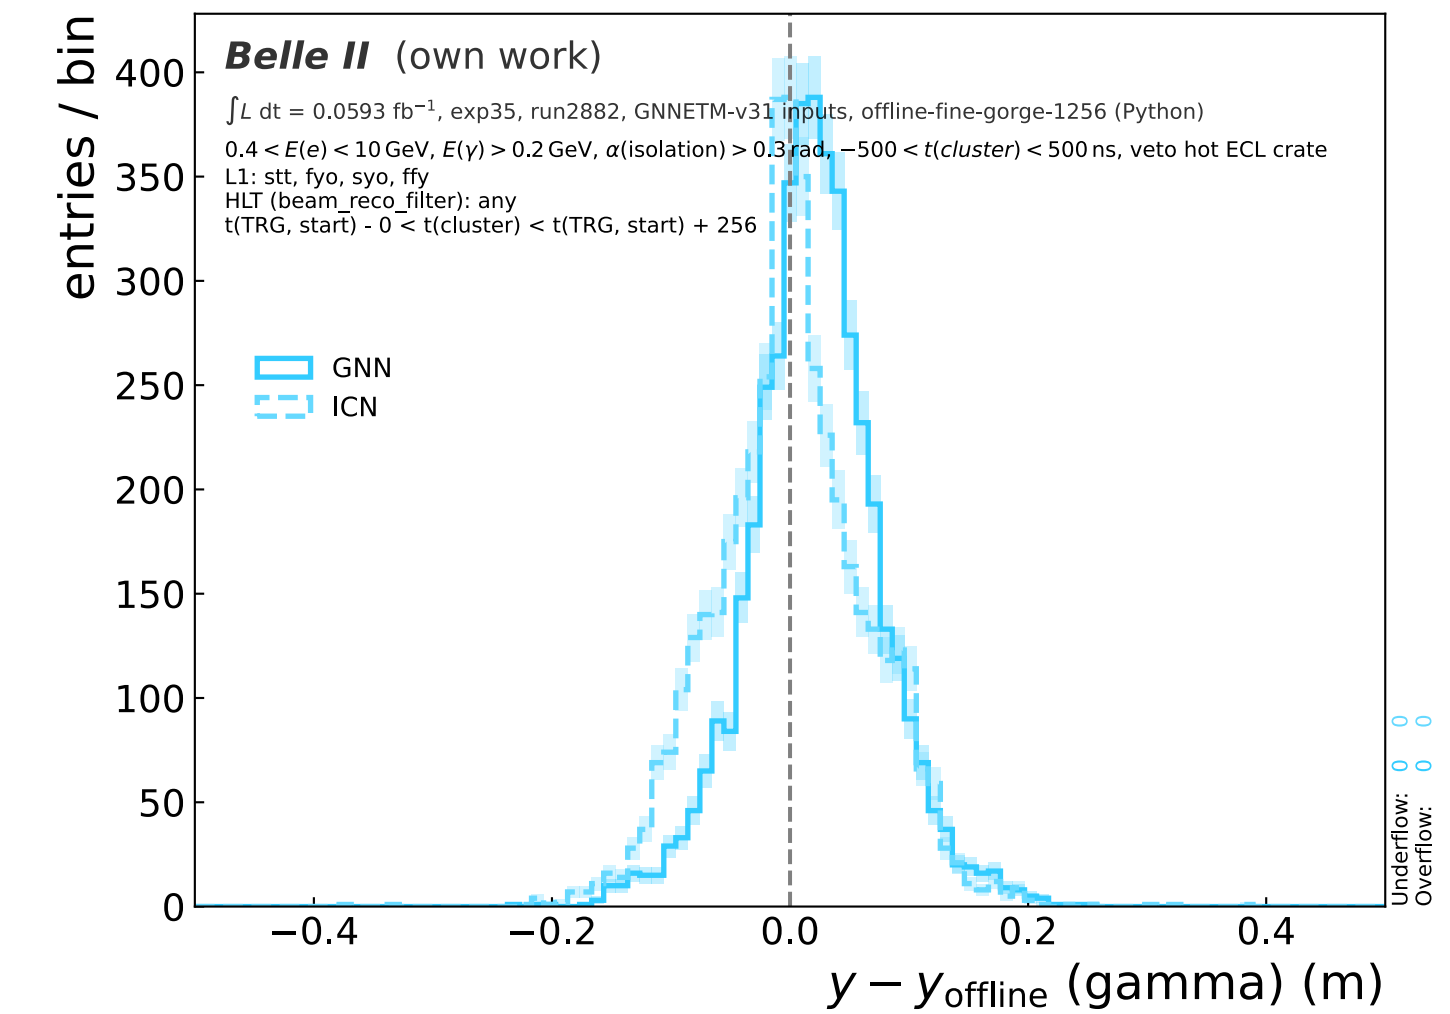 Belle II (own work)
∫L dt = 0.0593 fb⁻¹, exp35, run2882, GNNETM-v31 inputs, offline-fine-gorge-1256 (Python)
0.4 < E(e) < 10 GeV, E(γ) > 0.2 GeV, α(isolation) > 0.3 rad, −500 < t(cluster) < 500 ns, veto hot ECL crate
L1: stt, fyo, syo, ffy
HLT (beam_reco_filter): any
t(TRG, start) - 0 < t(cluster) < t(TRG, start) + 256
GNN
ICN
entries / bin
400
350
300
250
200
150
100
50
0
−0.4
−0.2
0.0
0.2
0.4
y − y_offline (gamma) (m)
Underflow: 0 0
Overflow: 0 0